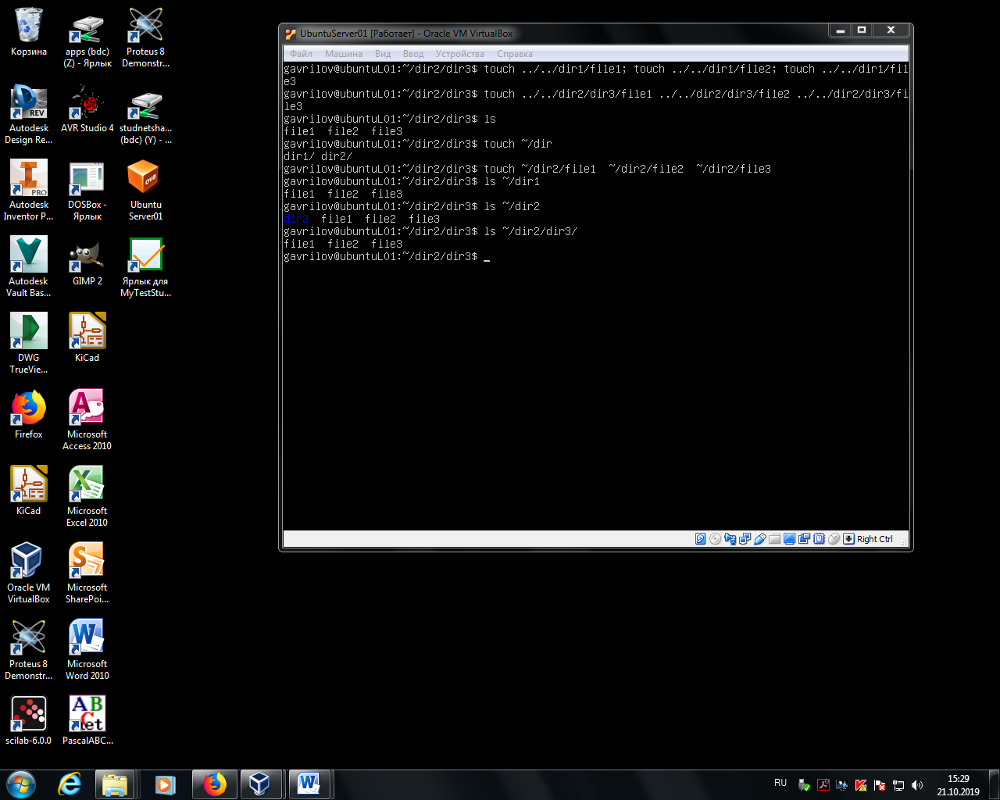 Корзина
apps (bdc)
(Z) - Ярлык
Proteus 8
Demonstr...
Autodesk
Design Re...
AVR Studio 4
studnetsha...
(bdc) (Y) - ...
Autodesk
Inventor P...
DOSBox -
Ярлык
Ubuntu
Server01
Autodesk
Vault Bas...
GIMP 2
Ярлык для
MyTestStu...
DWG
TrueVie...
KiCad
Firefox
Microsoft
Access 2010
KiCad
Microsoft
Excel 2010
Oracle VM
VirtualBox
Microsoft
SharePoi...
Proteus 8
Demonstr...
Microsoft
Word 2010
scilab-6.0.0
PascalABC...
UbuntuServer01 [Работает] - Oracle VM VirtualBox
Файл Машина Вид Ввод Устройства Справка
gavrilov@ubuntuL01:~/dir2/dir3$ touch ../../dir1/file1; touch ../../dir1/file2; touch ../../dir1/fil
e3
gavrilov@ubuntuL01:~/dir2/dir3$ touch ../../dir2/dir3/file1 ../../dir2/dir3/file2 ../../dir2/dir3/fi
le3
gavrilov@ubuntuL01:~/dir2/dir3$ ls
file1  file2  file3
gavrilov@ubuntuL01:~/dir2/dir3$ touch ~/dir
dir1/ dir2/
gavrilov@ubuntuL01:~/dir2/dir3$ touch ~/dir2/file1  ~/dir2/file2  ~/dir2/file3
gavrilov@ubuntuL01:~/dir2/dir3$ ls ~/dir1
file1  file2  file3
gavrilov@ubuntuL01:~/dir2/dir3$ ls ~/dir2
dir3  file1  file2  file3
gavrilov@ubuntuL01:~/dir2/dir3$ ls ~/dir2/dir3/
file1  file2  file3
gavrilov@ubuntuL01:~/dir2/dir3$ _
Right Ctrl
RU
15:29
21.10.2019